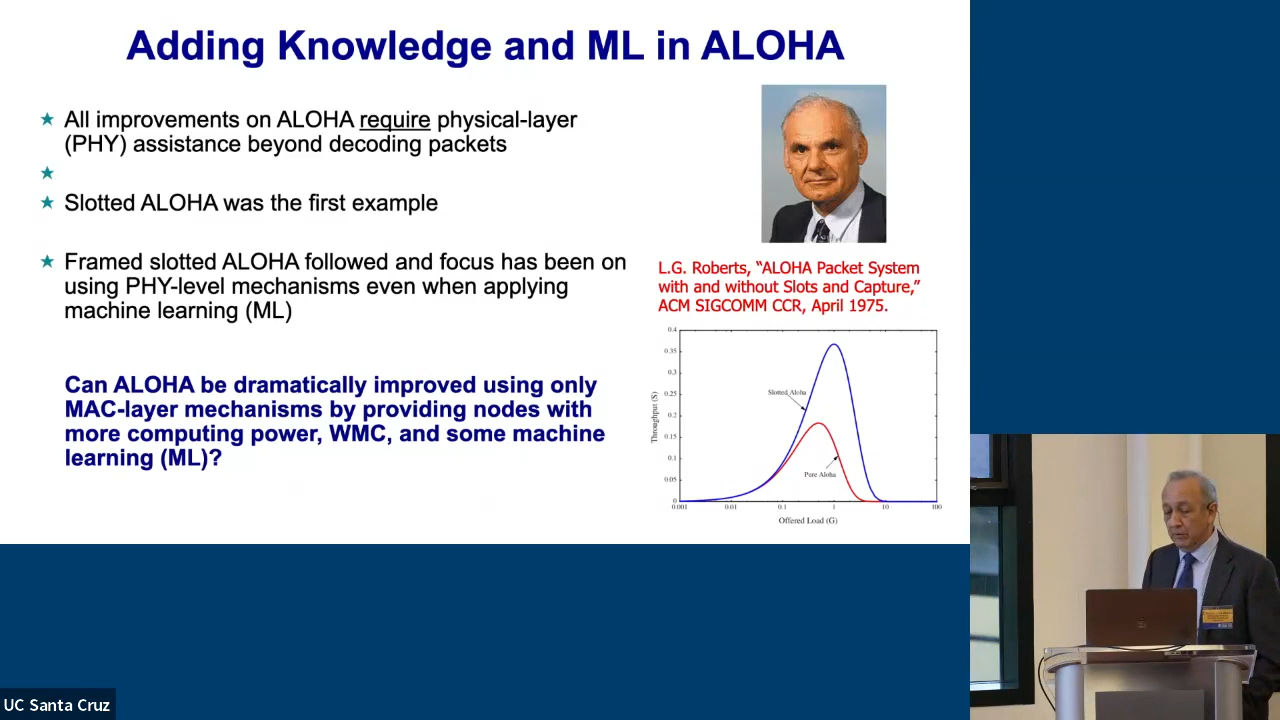 Adding Knowledge and ML in ALOHA
All improvements on ALOHA require physical-layer
(PHY) assistance beyond decoding packets
Slotted ALOHA was the first example
Framed slotted ALOHA followed and focus has been on
using PHY-level mechanisms even when applying
machine learning (ML)
Can ALOHA be dramatically improved using only
MAC-layer mechanisms by providing nodes with
more computing power, WMC, and some machine
learning (ML)?
L.G. Roberts, “ALOHA Packet System
with and without Slots and Capture,”
ACM SIGCOMM CCR, April 1975.
0.4
0.35
0.3
0.25
0.2
0.15
0.1
0.05
0
Throughput (S)
Slotted Aloha
Pure Aloha
0.001 0.01 0.1 1 10 100
Offered Load (G)
UC Santa Cruz